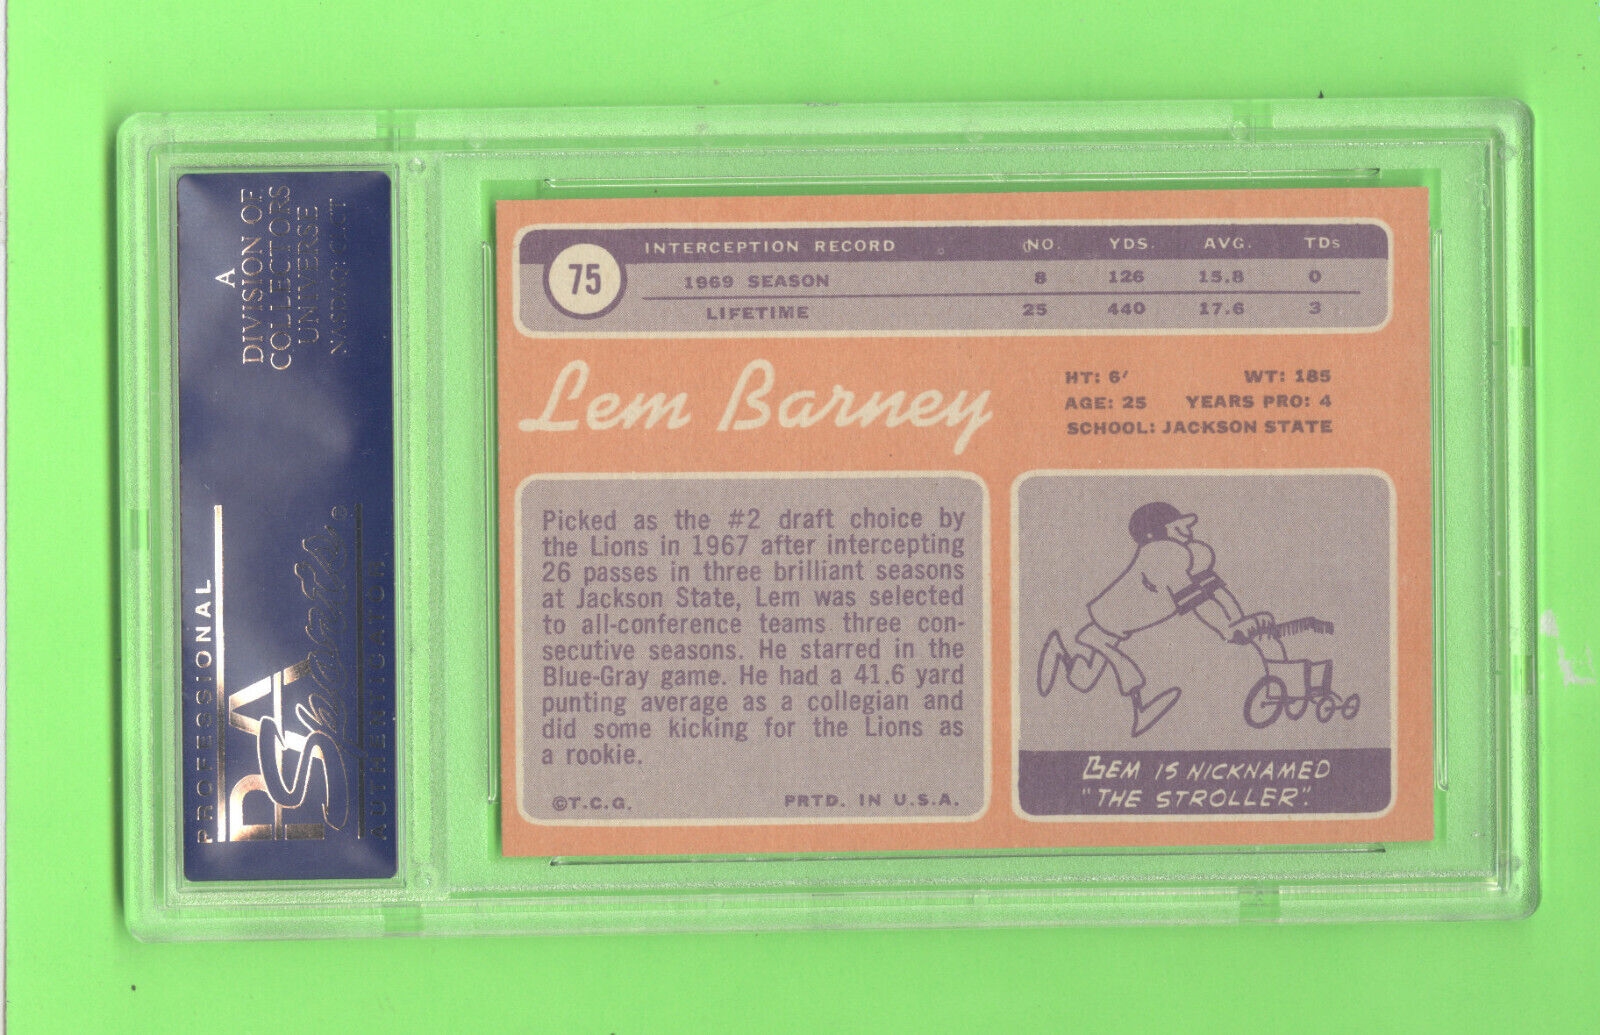 A
DIVISION OF
COLLECTORS
UNIVERSE
NASDAQ: CLCT
PROFESSIONAL
PSA
Sports®
AUTHENTICATOR
75
INTERCEPTION RECORD NO. YDS. AVG. TDs
1969 SEASON 8 126 15.8 0
LIFETIME 25 440 17.6 3
Lem Barney
HT: 6' WT: 185
AGE: 25 YEARS PRO: 4
SCHOOL: JACKSON STATE
Picked as the #2 draft choice by
the Lions in 1967 after intercepting
26 passes in three brilliant seasons
at Jackson State, Lem was selected
to all-conference teams three con-
secutive seasons. He starred in the
Blue-Gray game. He had a 41.6 yard
punting average as a collegian and
did some kicking for the Lions as
a rookie.
©T.C.G. PRTD. IN U.S.A.
LEM IS NICKNAMED
"THE STROLLER".